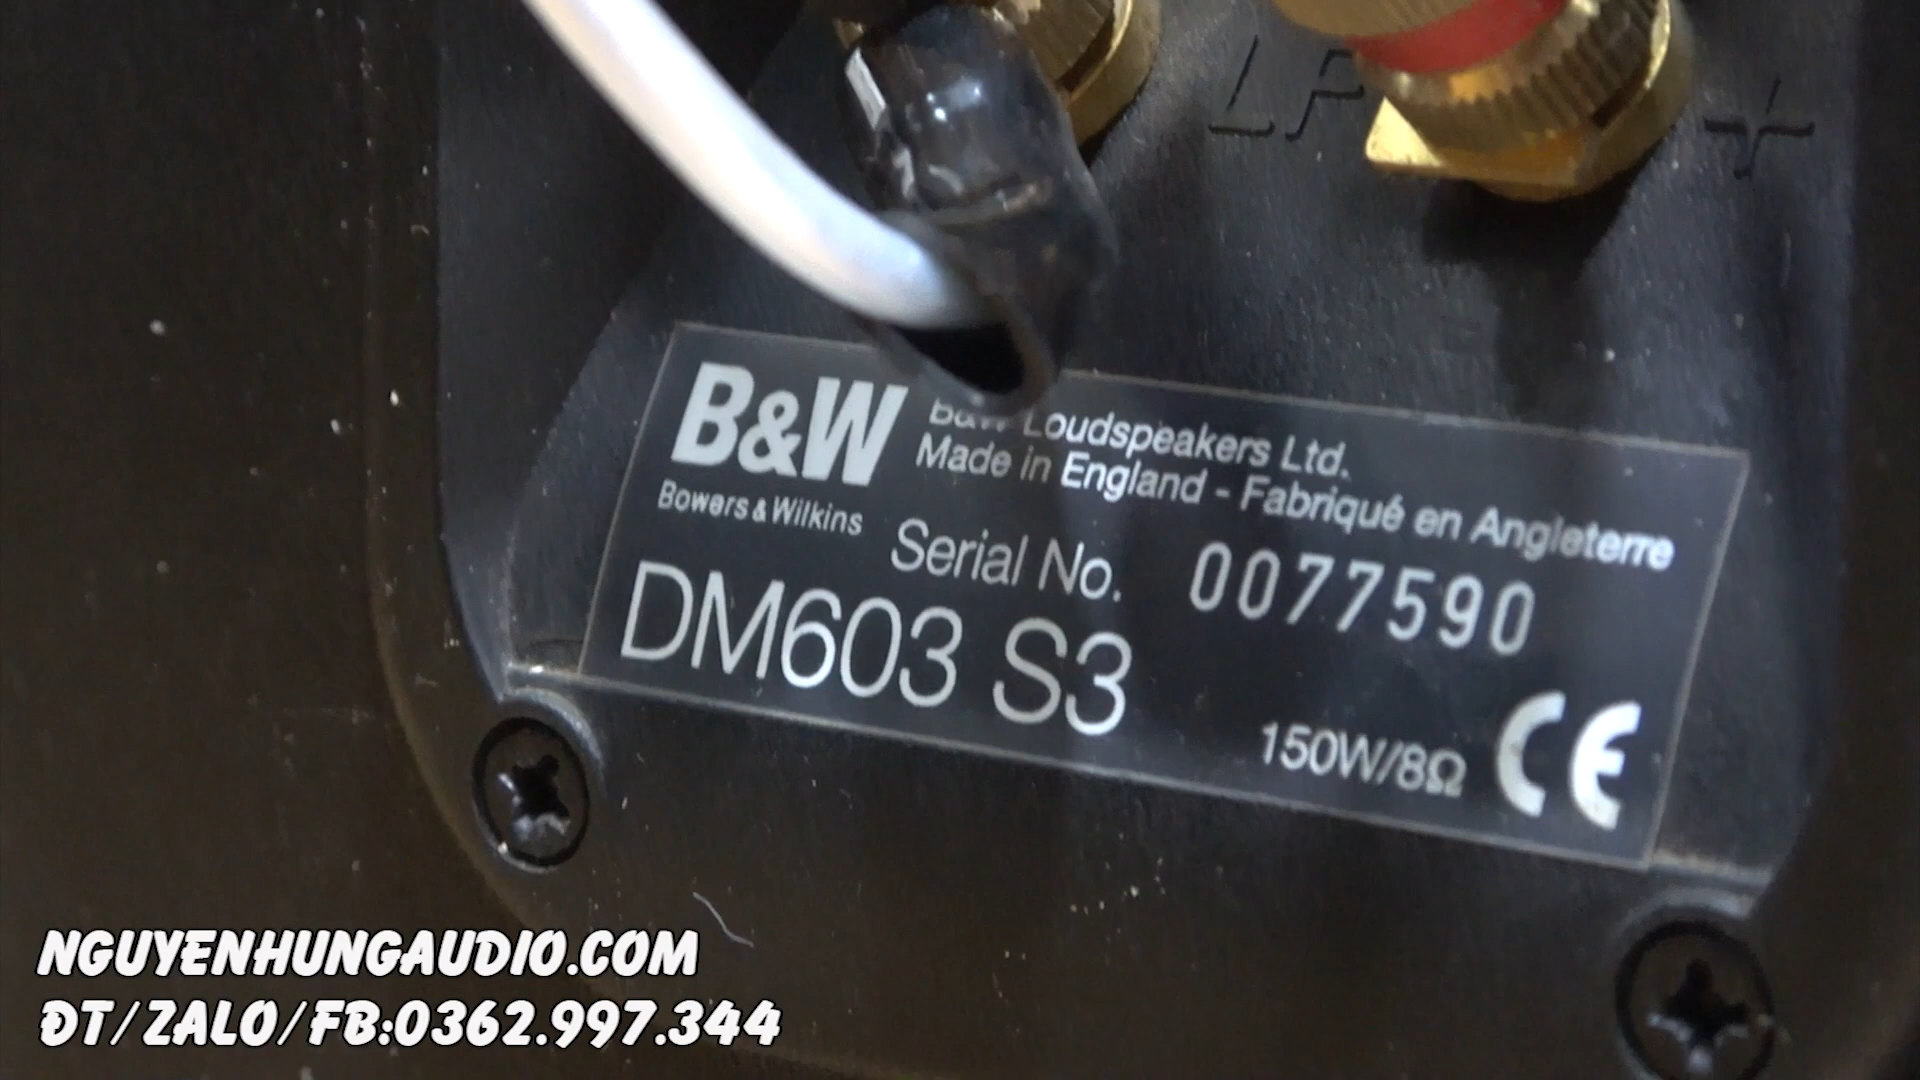 LF +
B&W
B&W Loudspeakers Ltd.
Made in England - Fabriqué en Angleterre
Bowers & Wilkins
Serial No. 0077590
DM603 S3
150W/8Ω CE
NGUYENHUNGAUDIO.COM
ĐT/ZALO/FB:0362.997.344